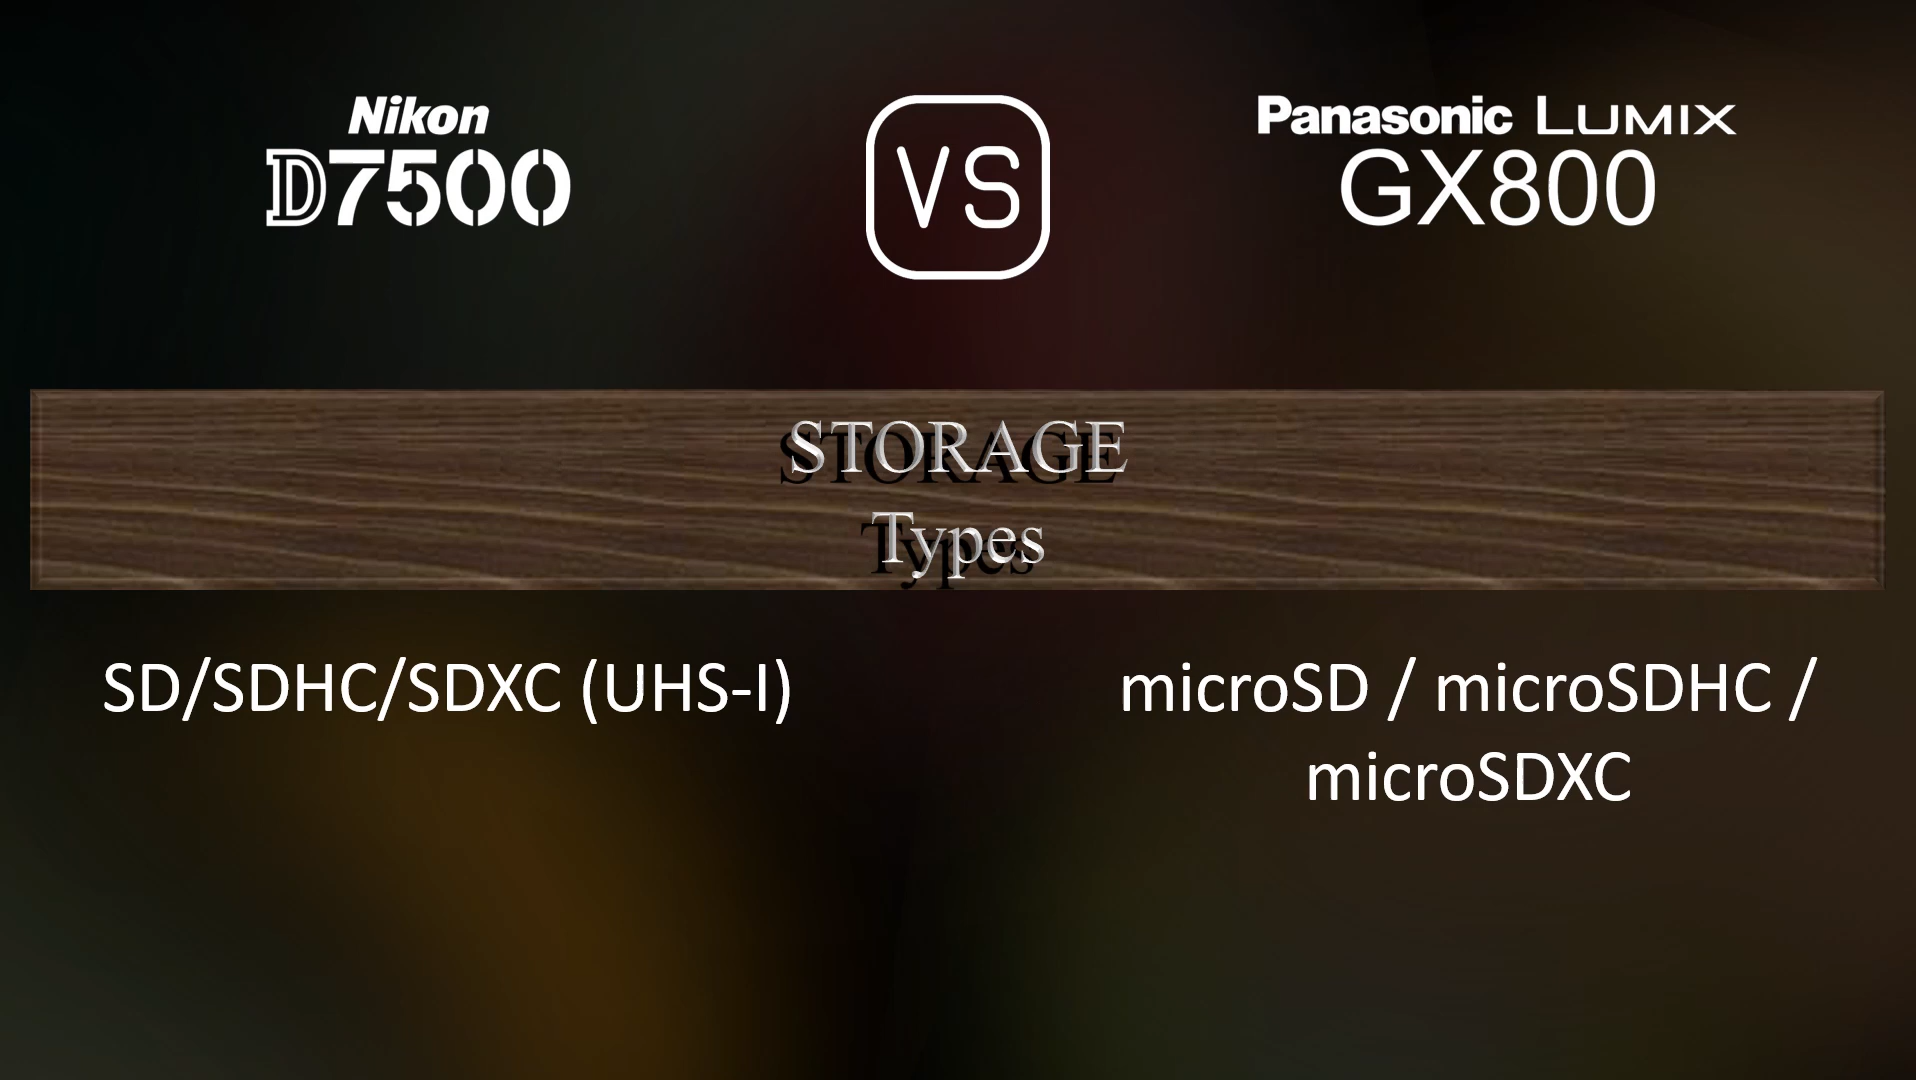 Nikon
D7500
VS
Panasonic LUMIX
GX800
STORAGE
Types
SD/SDHC/SDXC (UHS-I)
microSD / microSDHC /
microSDXC